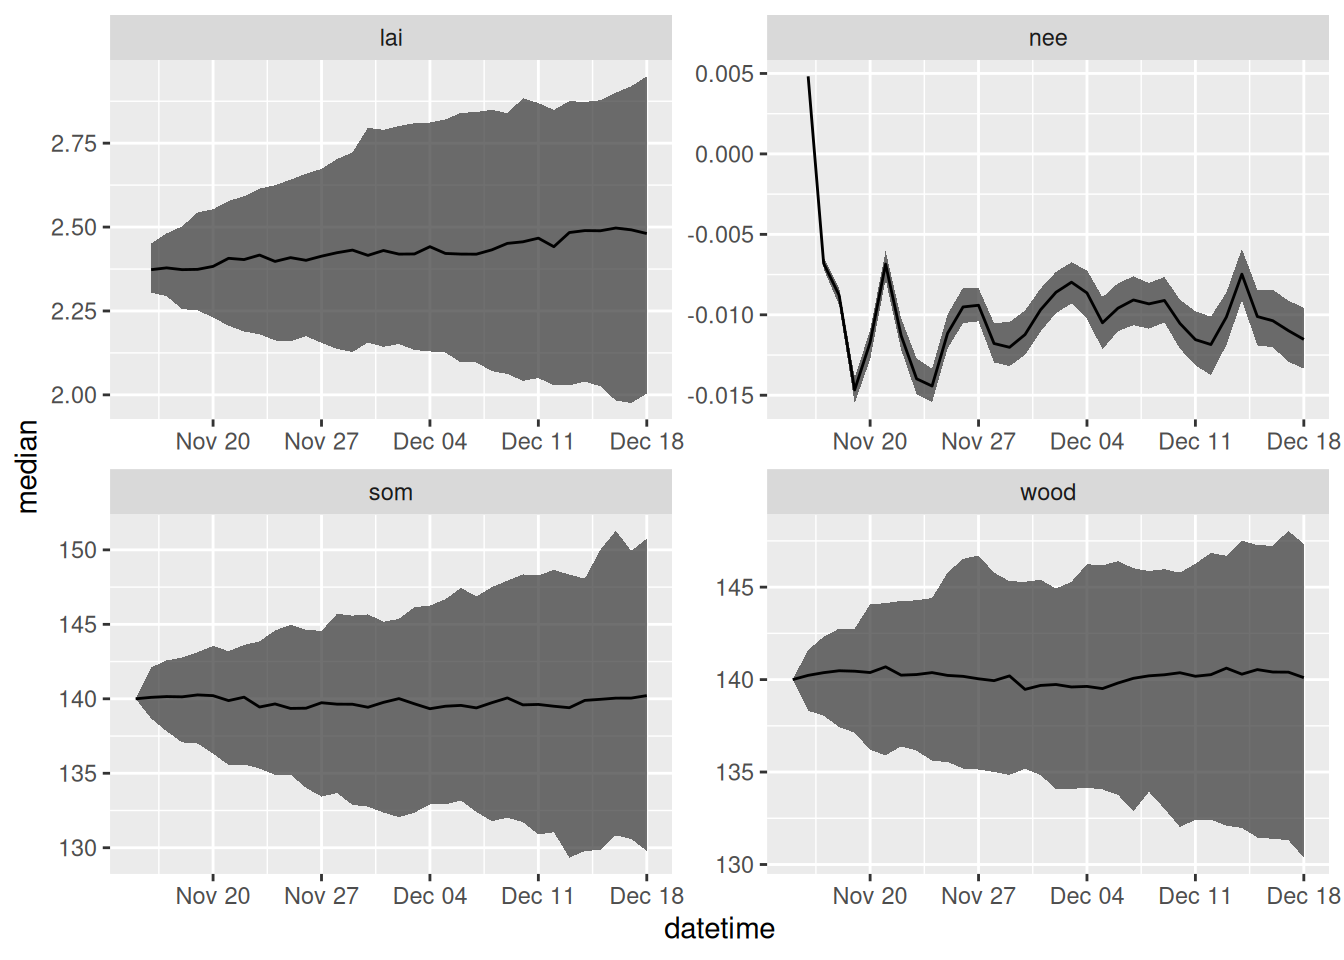 lai
2.75
2.50
2.25
2.00
Nov 20 Nov 27 Dec 04 Dec 11 Dec 18
nee
0.005
0.000
-0.005
-0.010
-0.015
Nov 20 Nov 27 Dec 04 Dec 11 Dec 18
median
som
150
145
140
135
130
Nov 20 Nov 27 Dec 04 Dec 11 Dec 18
wood
145
140
135
130
Nov 20 Nov 27 Dec 04 Dec 11 Dec 18
datetime